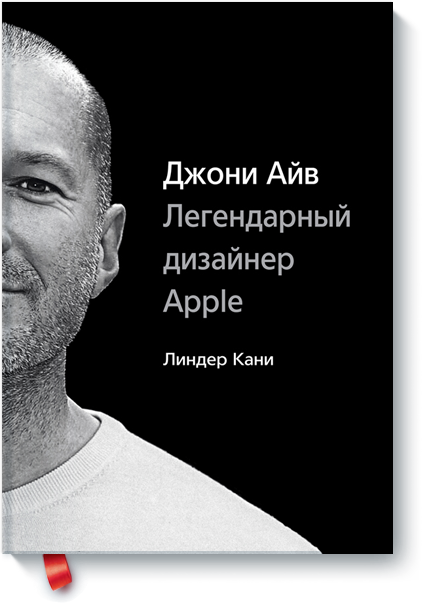 Джони Айв
Легендарный
дизайнер
Apple
Линдер Кани